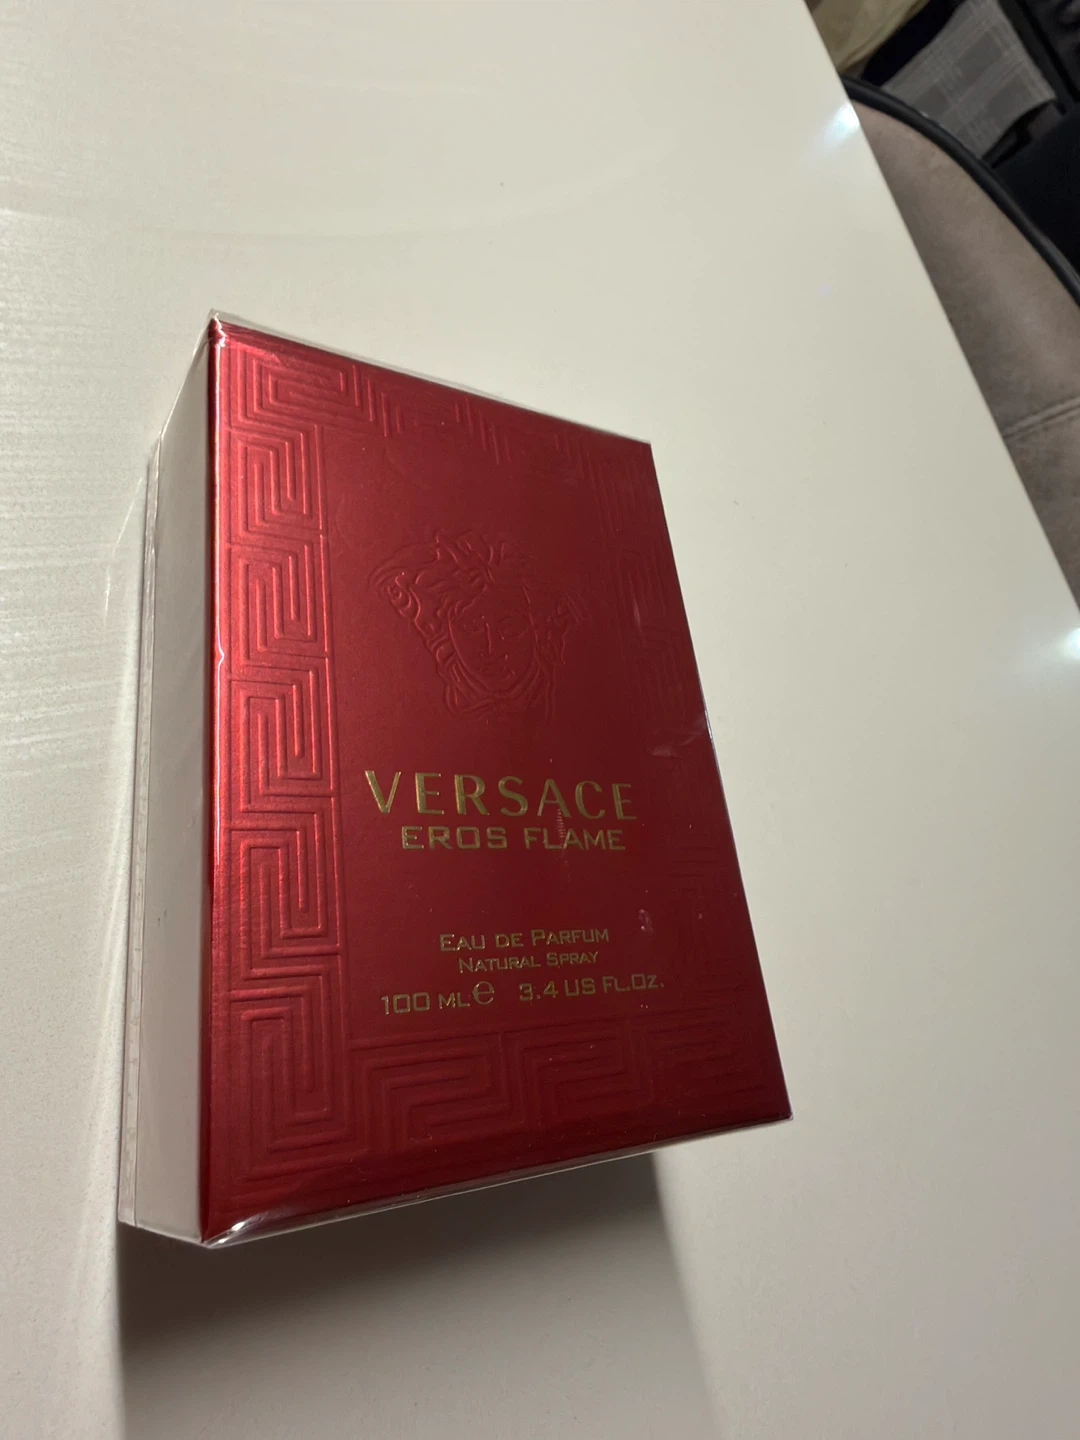 VERSACE
EROS FLAME
EAU DE PARFUM
NATURAL SPRAY
100 ML ℮ 3.4 US FL.OZ.